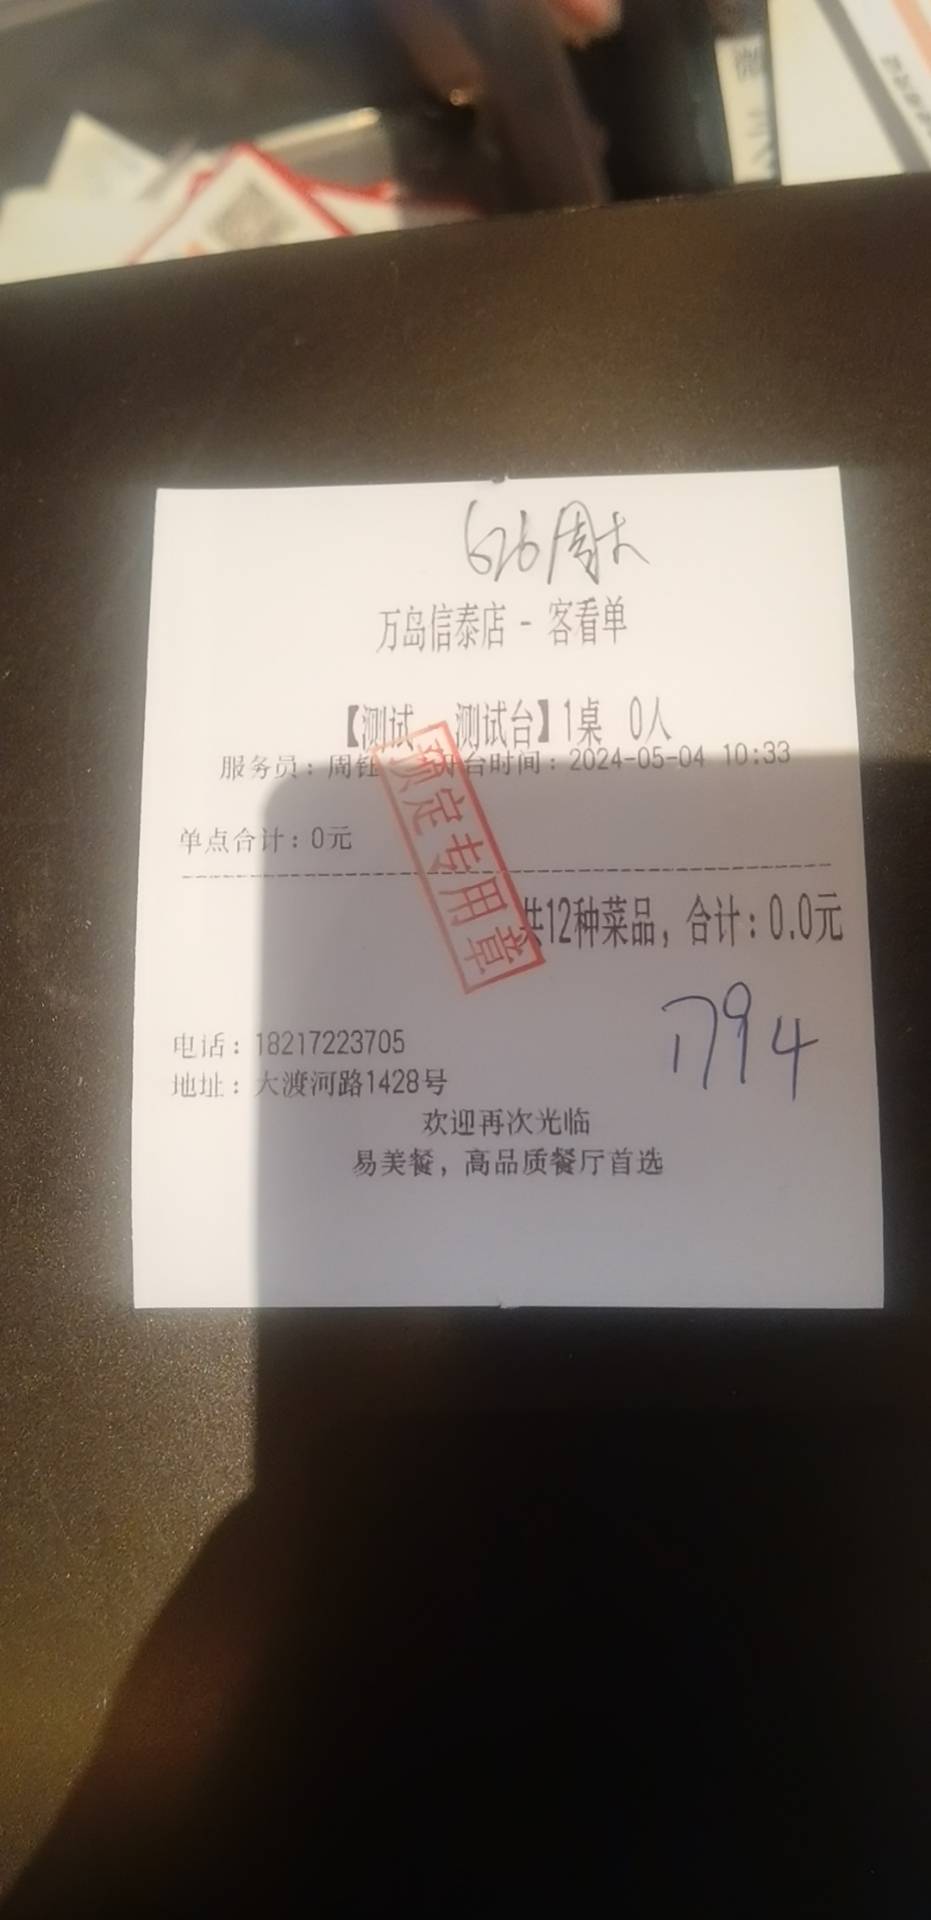 626周末
万岛信泰店 - 客看单
【测试 测试台】1桌 0人
服务员：周钰 开台时间：2024-05-04 10:33
预定专用章
单点合计：0元
共12种菜品，合计：0.0元
1794
电话：18217223705
地址：大渡河路1428号
欢迎再次光临
易美餐，高品质餐厅首选